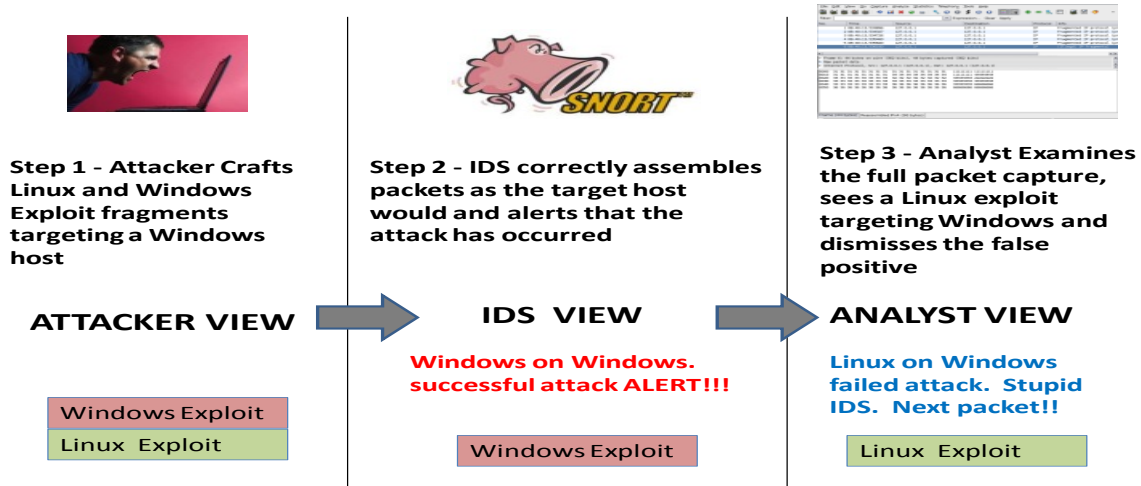 SNORT
Step 1 - Attacker Crafts
Linux and Windows
Exploit fragments
targeting a Windows
host
Step 2 - IDS correctly assembles
packets as the target host
would and alerts that the
attack has occurred
Step 3 - Analyst Examines
the full packet capture,
sees a Linux exploit
targeting Windows and
dismisses the false
positive
ATTACKER VIEW
IDS VIEW
ANALYST VIEW
Windows on Windows.
successful attack ALERT!!!
Linux on Windows
failed attack. Stupid
IDS. Next packet!!
Windows Exploit
Linux Exploit
Windows Exploit
Linux Exploit